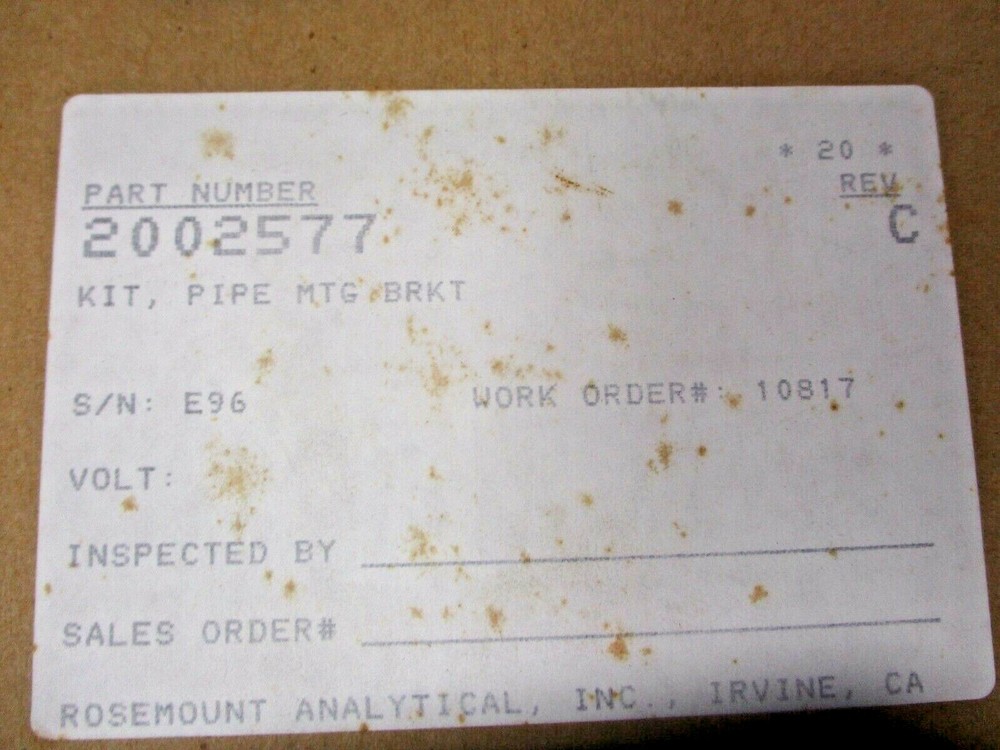 * 20 *
PART NUMBER REV
2002577 C
KIT, PIPE MTG BRKT
S/N: E96 WORK ORDER#: 10817
VOLT:
INSPECTED BY
SALES ORDER#
ROSEMOUNT ANALYTICAL, INC., IRVINE, CA